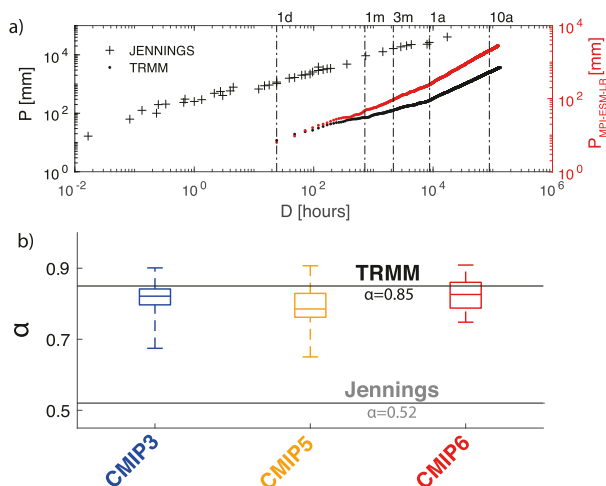 a)
1d 1m 3m 1a 10a
JENNINGS
TRMM
P [mm]
10^4
10^2
10^0
10^4
10^2
10^0
P_MPI-ESM-LR [mm]
10^-2 10^0 10^2 10^4 10^6
D [hours]
b)
0.9
0.7
0.5
α
TRMM
α=0.85
Jennings
α=0.52
CMIP3 CMIP5 CMIP6